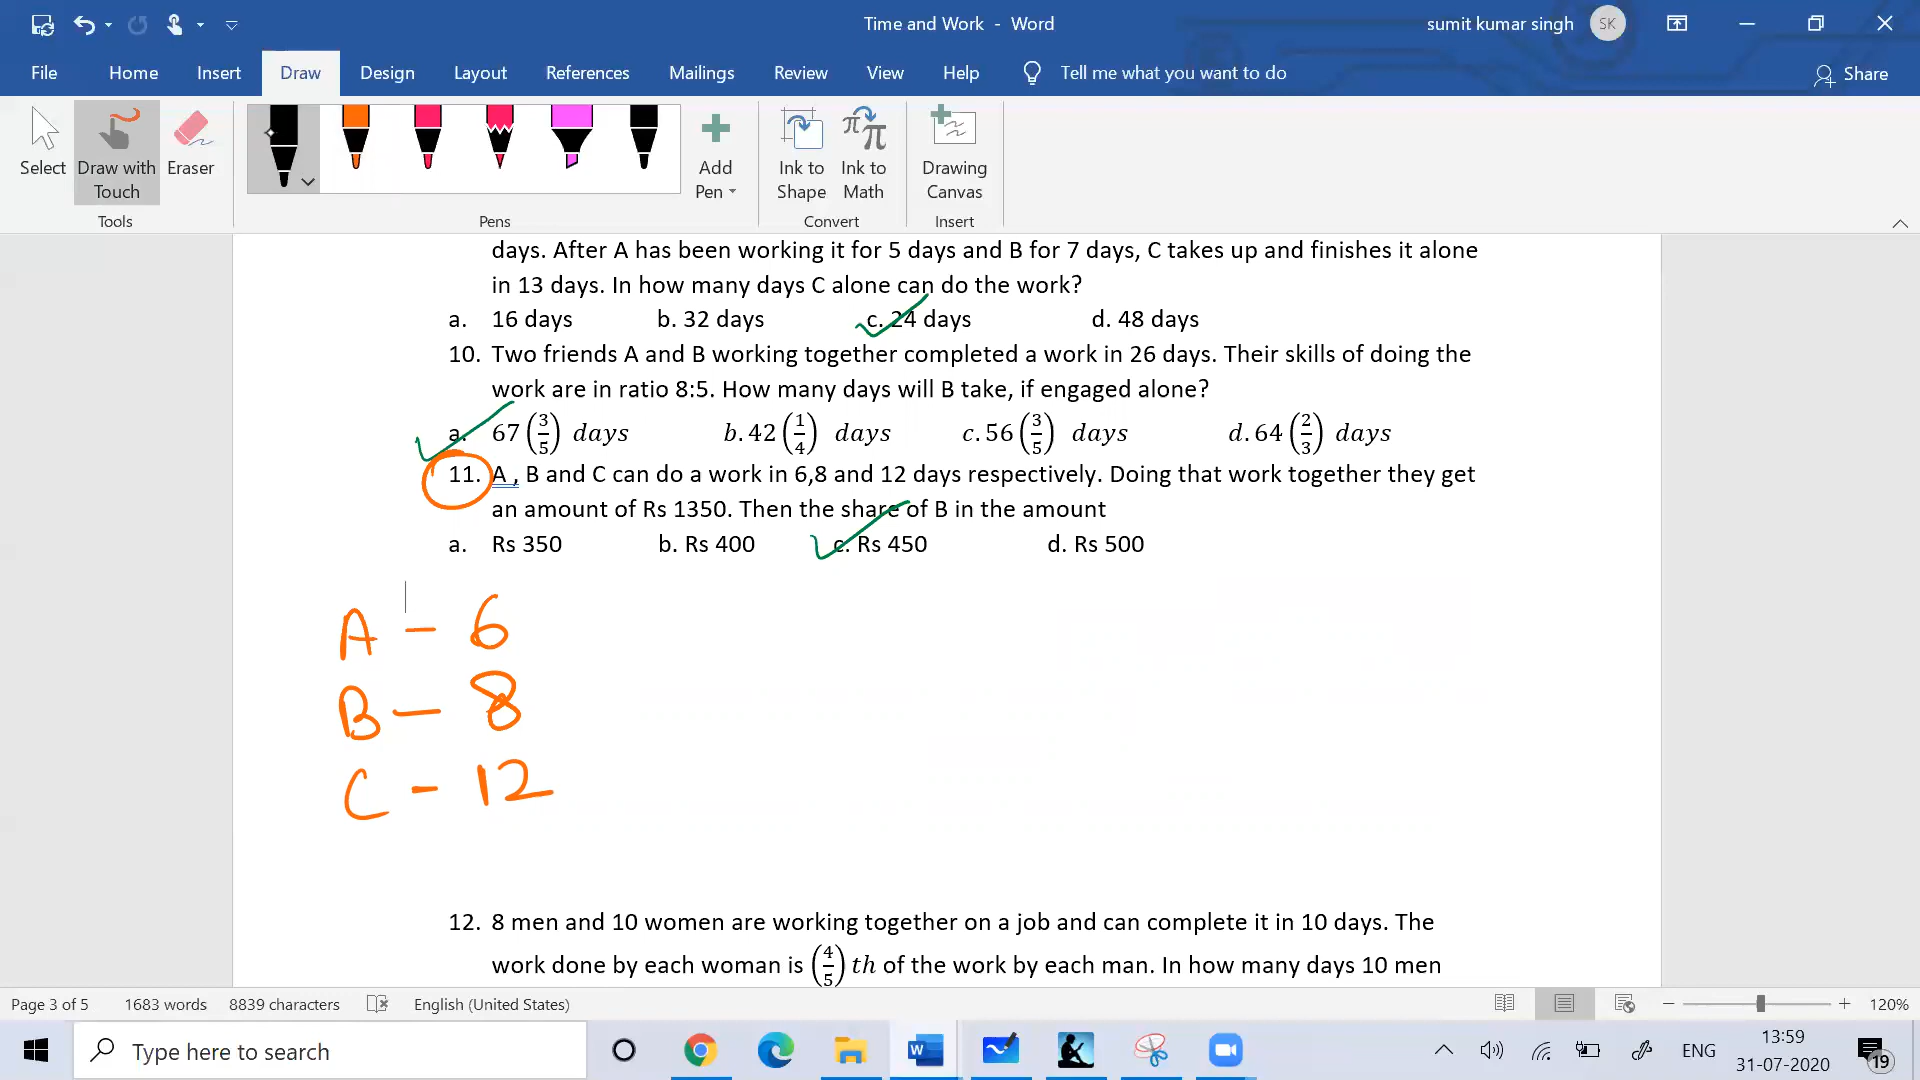 Time and Work - Word
sumit kumar singh
SK
File
Home
Insert
Draw
Design
Layout
References
Mailings
Review
View
Help
Tell me what you want to do
Share
Select
Draw with
Touch
Eraser
Add
Pen
Ink to
Shape
Ink to
Math
Drawing
Canvas
Tools
Pens
Convert
Insert
days. After A has been working it for 5 days and B for 7 days, C takes up and finishes it alone
in 13 days. In how many days C alone can do the work?
a. 16 days b. 32 days c. 24 days d. 48 days
10. Two friends A and B working together completed a work in 26 days. Their skills of doing the
work are in ratio 8:5. How many days will B take, if engaged alone?
a. 67(3/5) days b. 42(1/4) days c. 56(3/5) days d. 64(2/3) days
11. A , B and C can do a work in 6,8 and 12 days respectively. Doing that work together they get
an amount of Rs 1350. Then the share of B in the amount
a. Rs 350 b. Rs 400 c. Rs 450 d. Rs 500
A - 6
B - 8
C - 12
12. 8 men and 10 women are working together on a job and can complete it in 10 days. The
work done by each woman is (4/5) th of the work by each man. In how many days 10 men
Page 3 of 5
1683 words
8839 characters
English (United States)
120%
Type here to search
ENG
13:59
31-07-2020
19